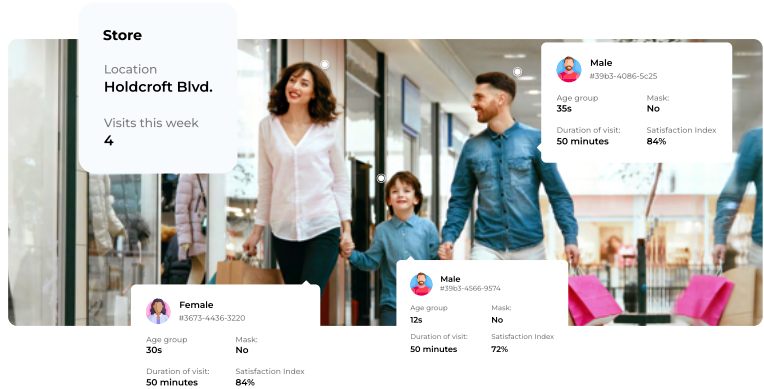 Store
Location
Holdcroft Blvd.
Visits this week
4
Male
#39b3-4086-5c25
Age group
Mask:
35s
No
Duration of visit:
Satisfaction Index
50 minutes
84%
Male
#39b3-4566-9574
Age group
Mask:
12s
No
Duration of visit:
Satisfaction Index
50 minutes
72%
Female
#3673-4436-3220
Age group
Mask:
30s
No
Duration of visit:
Satisfaction Index
50 minutes
84%